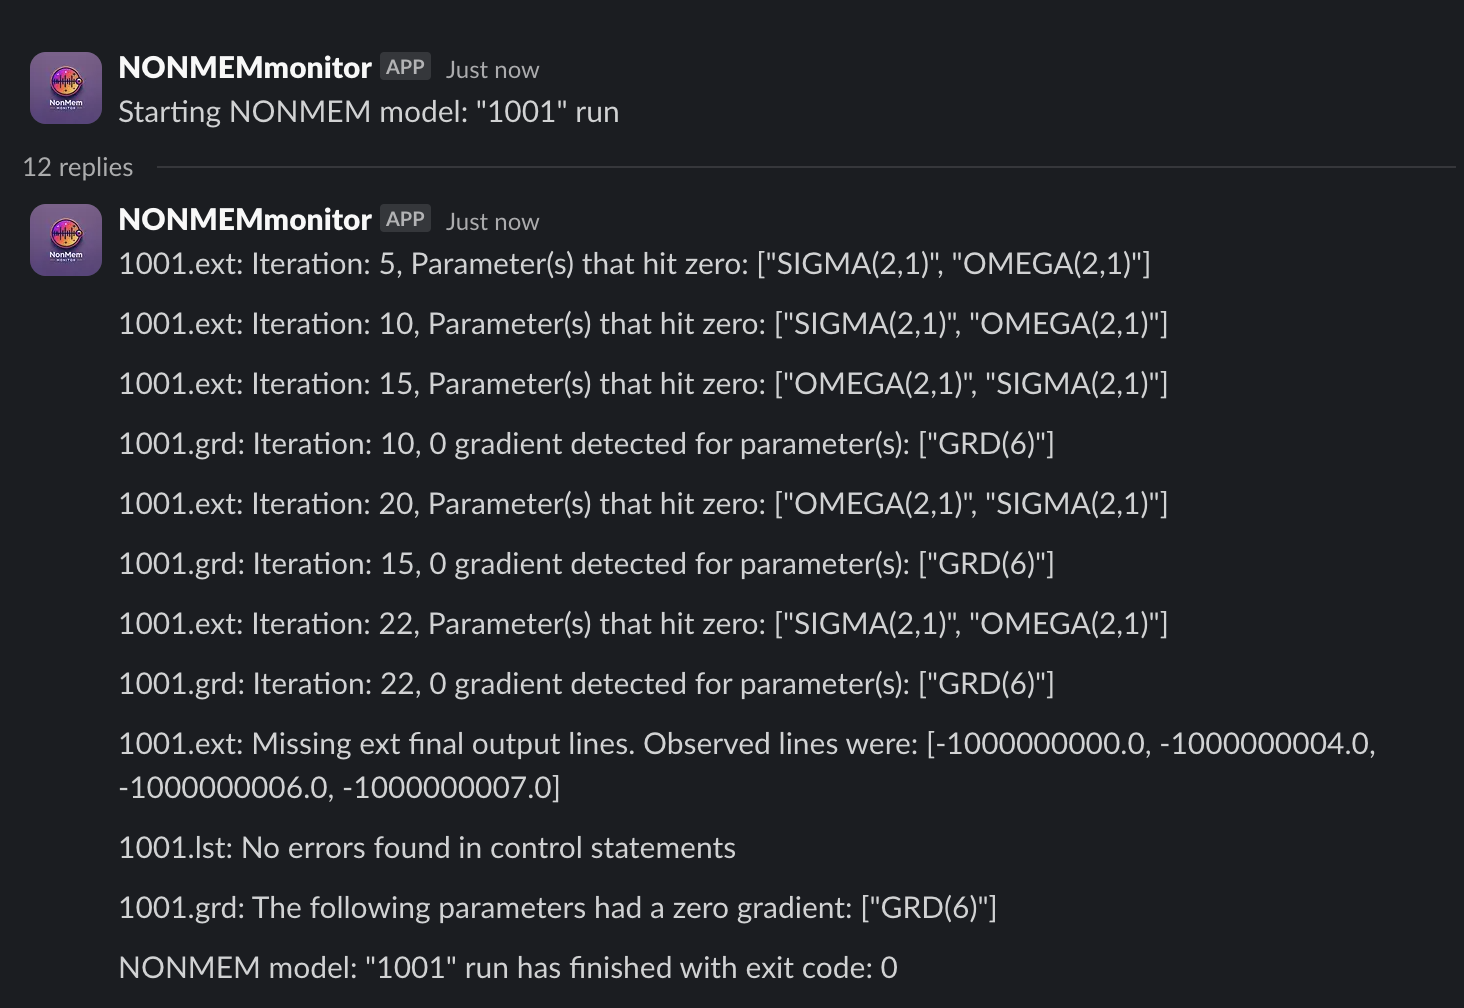 NONMEMmonitor APP Just now
NonMem
MONITOR
Starting NONMEM model: "1001" run
12 replies
NONMEMmonitor APP Just now
NonMem
MONITOR
1001.ext: Iteration: 5, Parameter(s) that hit zero: ["SIGMA(2,1)", "OMEGA(2,1)"]
1001.ext: Iteration: 10, Parameter(s) that hit zero: ["SIGMA(2,1)", "OMEGA(2,1)"]
1001.ext: Iteration: 15, Parameter(s) that hit zero: ["OMEGA(2,1)", "SIGMA(2,1)"]
1001.grd: Iteration: 10, 0 gradient detected for parameter(s): ["GRD(6)"]
1001.ext: Iteration: 20, Parameter(s) that hit zero: ["OMEGA(2,1)", "SIGMA(2,1)"]
1001.grd: Iteration: 15, 0 gradient detected for parameter(s): ["GRD(6)"]
1001.ext: Iteration: 22, Parameter(s) that hit zero: ["SIGMA(2,1)", "OMEGA(2,1)"]
1001.grd: Iteration: 22, 0 gradient detected for parameter(s): ["GRD(6)"]
1001.ext: Missing ext final output lines. Observed lines were: [-1000000000.0, -1000000004.0,
-1000000006.0, -1000000007.0]
1001.lst: No errors found in control statements
1001.grd: The following parameters had a zero gradient: ["GRD(6)"]
NONMEM model: "1001" run has finished with exit code: 0